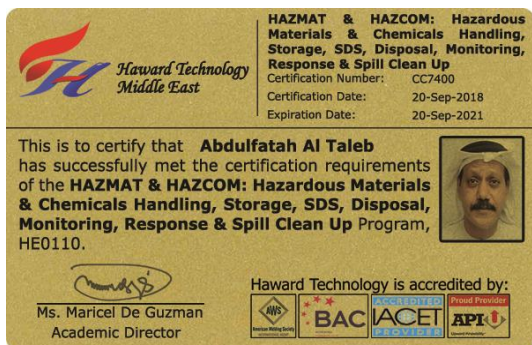 Haward Technology
Middle East
HAZMAT & HAZCOM: Hazardous
Materials & Chemicals Handling,
Storage, SDS, Disposal, Monitoring,
Response & Spill Clean Up
Certification Number: CC7400
Certification Date: 20-Sep-2018
Expiration Date: 20-Sep-2021
This is to certify that Abdulfatah Al Taleb
has successfully met the certification requirements
of the HAZMAT & HAZCOM: Hazardous Materials
& Chemicals Handling, Storage, SDS, Disposal,
Monitoring, Response & Spill Clean Up Program,
HE0110.
Ms. Maricel De Guzman
Academic Director
Haward Technology is accredited by:
AWS
American Welding Society
BAC
ACCREDITED
IACET
PROVIDER
Proud Provider
API-U